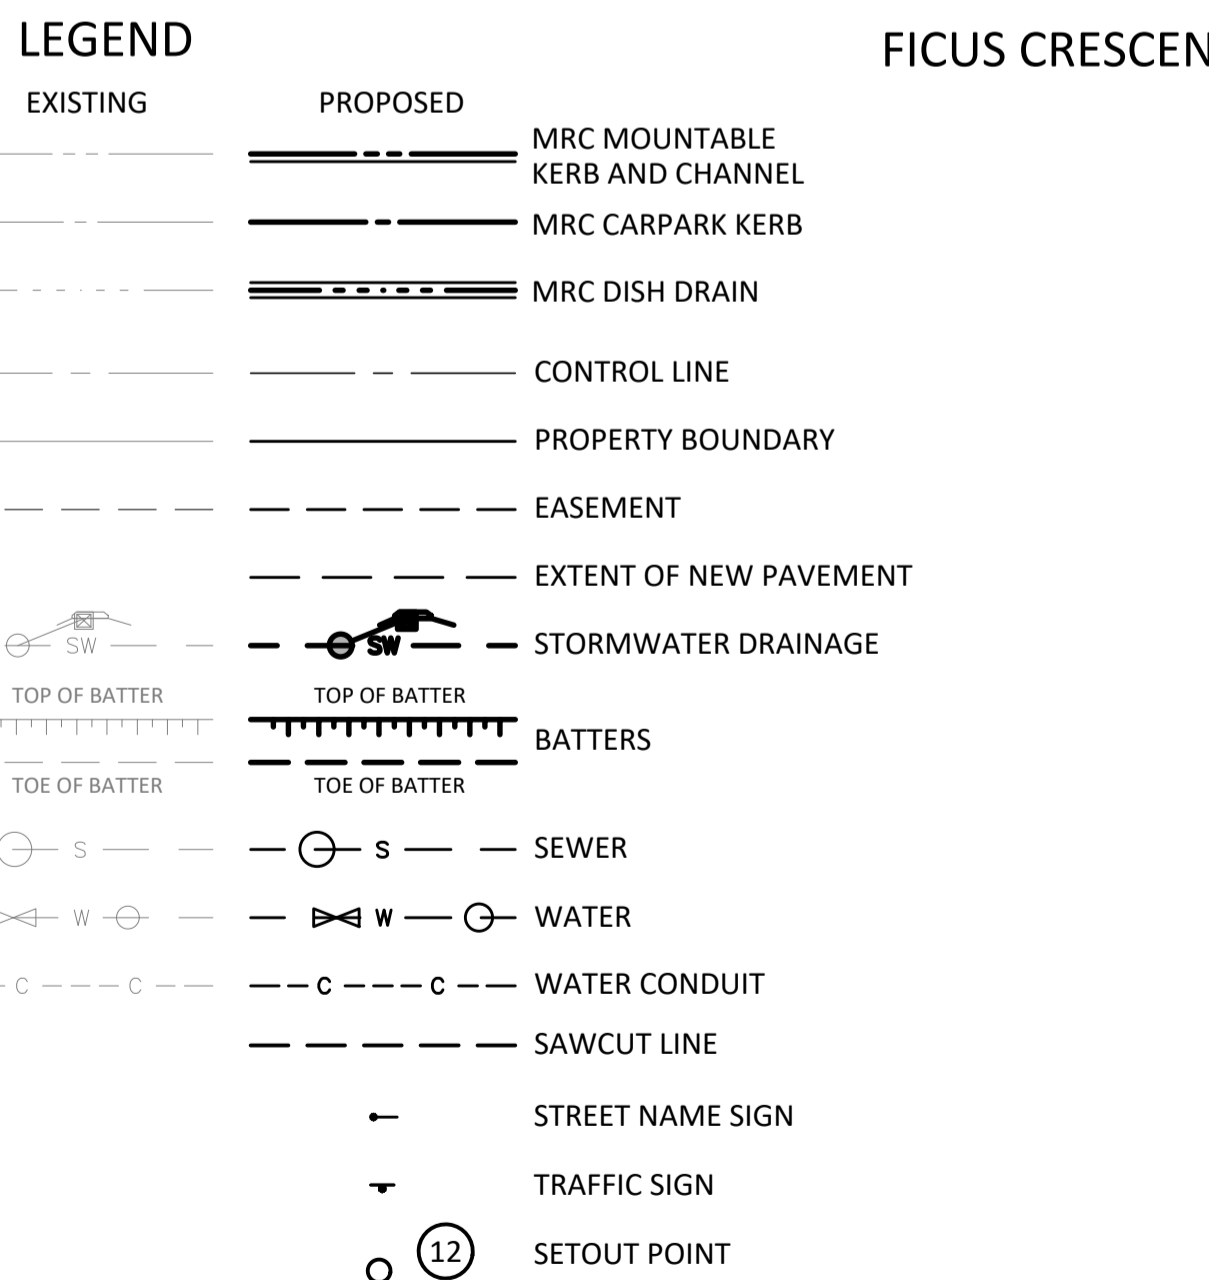 LEGEND
FICUS CRESCEN
EXISTING PROPOSED
MRC MOUNTABLE
KERB AND CHANNEL
MRC CARPARK KERB
MRC DISH DRAIN
CONTROL LINE
PROPERTY BOUNDARY
EASEMENT
EXTENT OF NEW PAVEMENT
SW SW STORMWATER DRAINAGE
TOP OF BATTER TOP OF BATTER
BATTERS
TOE OF BATTER TOE OF BATTER
S S SEWER
W W WATER
C C C C WATER CONDUIT
SAWCUT LINE
STREET NAME SIGN
TRAFFIC SIGN
12 SETOUT POINT